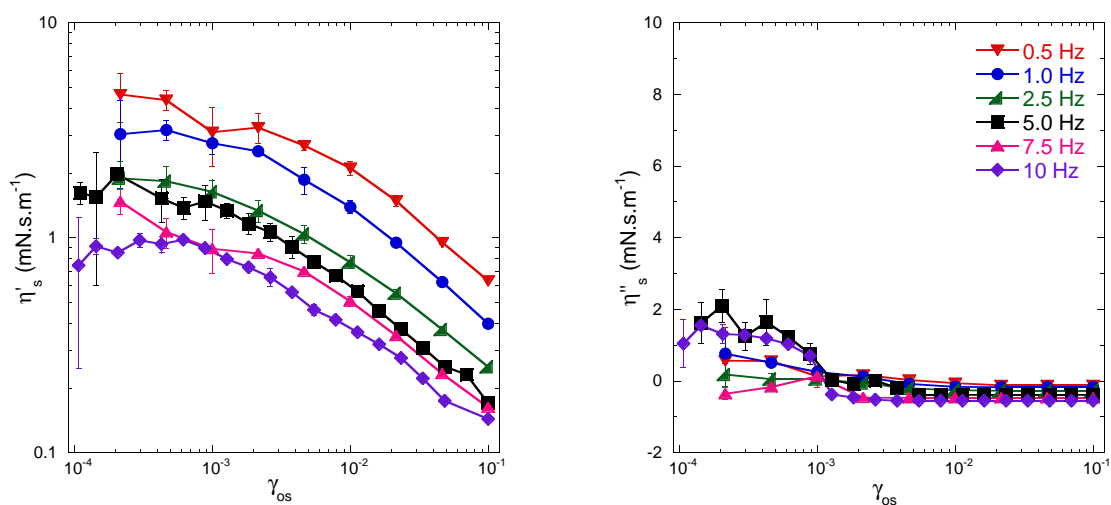 10
1
0.1
η's (mN.s.m-1)
10-4
10-3
10-2
10-1
γos
10
8
6
4
2
0
-2
η"s (mN.s.m-1)
10-4
10-3
10-2
10-1
γos
0.5 Hz
1.0 Hz
2.5 Hz
5.0 Hz
7.5 Hz
10 Hz